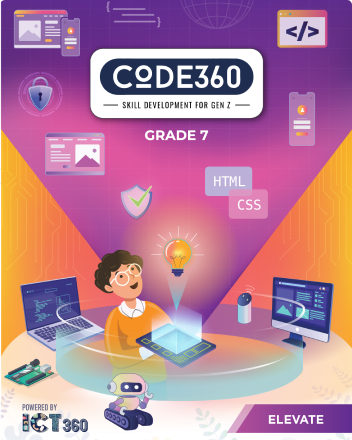 </>
CODE360
SKILL DEVELOPMENT FOR GEN Z
GRADE 7
HTML
CSS
POWERED BY
ICT360
ELEVATE